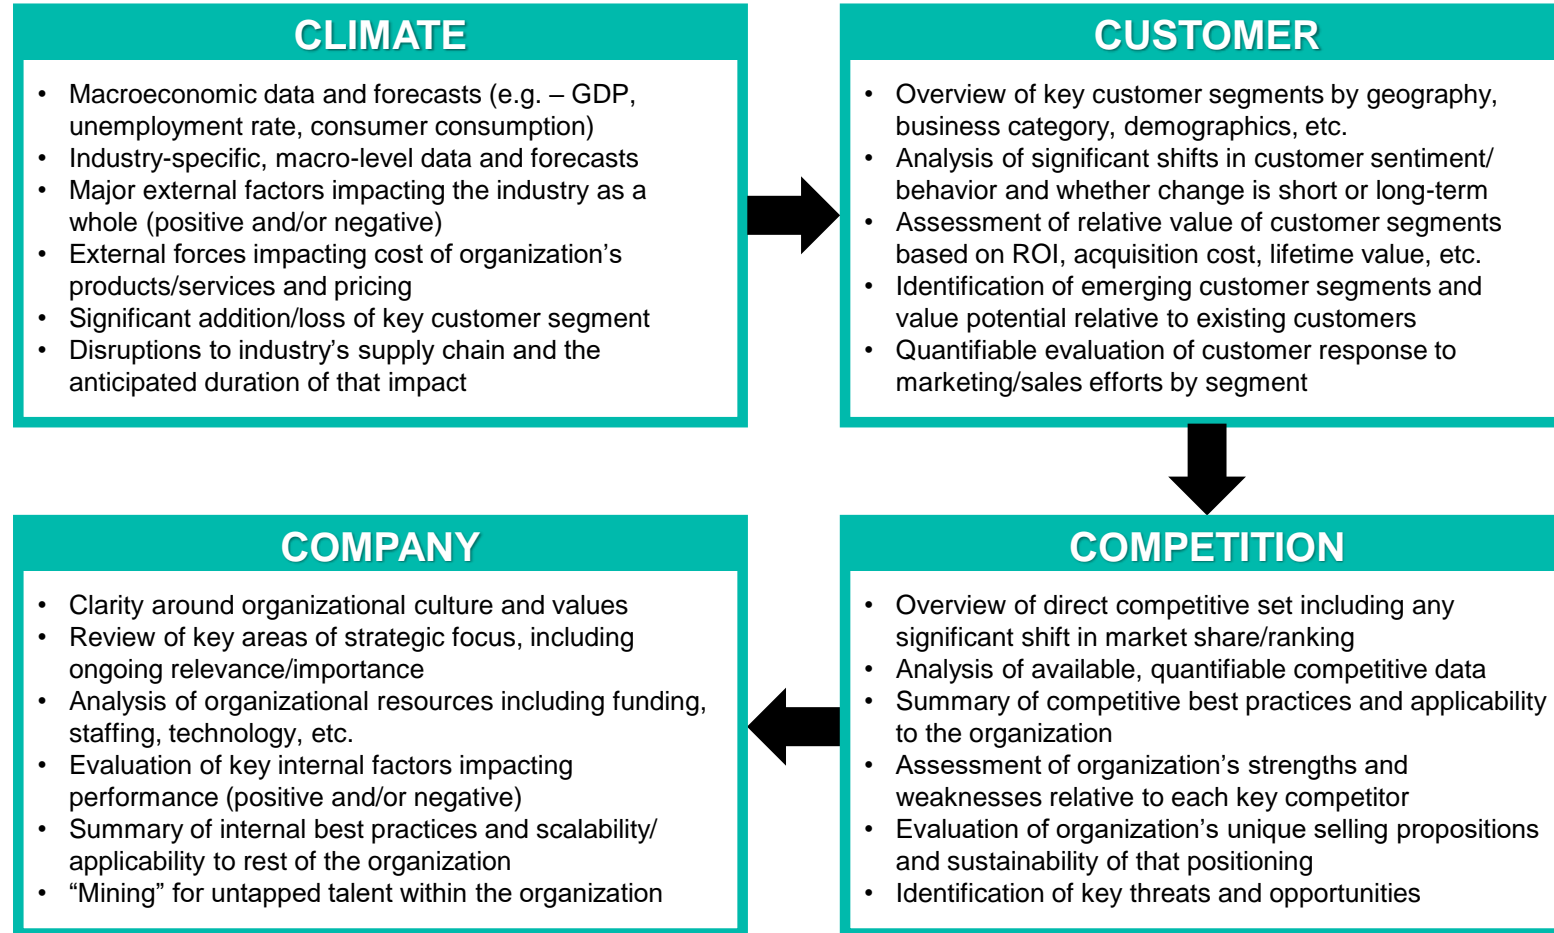 CLIMATE
• Macroeconomic data and forecasts (e.g. – GDP,
unemployment rate, consumer consumption)
• Industry-specific, macro-level data and forecasts
• Major external factors impacting the industry as a
whole (positive and/or negative)
• External forces impacting cost of organization’s
products/services and pricing
• Significant addition/loss of key customer segment
• Disruptions to industry’s supply chain and the
anticipated duration of that impact
CUSTOMER
• Overview of key customer segments by geography,
business category, demographics, etc.
• Analysis of significant shifts in customer sentiment/
behavior and whether change is short or long-term
• Assessment of relative value of customer segments
based on ROI, acquisition cost, lifetime value, etc.
• Identification of emerging customer segments and
value potential relative to existing customers
• Quantifiable evaluation of customer response to
marketing/sales efforts by segment
COMPETITION
• Overview of direct competitive set including any
significant shift in market share/ranking
• Analysis of available, quantifiable competitive data
• Summary of competitive best practices and applicability
to the organization
• Assessment of organization’s strengths and
weaknesses relative to each key competitor
• Evaluation of organization’s unique selling propositions
and sustainability of that positioning
• Identification of key threats and opportunities
COMPANY
• Clarity around organizational culture and values
• Review of key areas of strategic focus, including
ongoing relevance/importance
• Analysis of organizational resources including funding,
staffing, technology, etc.
• Evaluation of key internal factors impacting
performance (positive and/or negative)
• Summary of internal best practices and scalability/
applicability to rest of the organization
• “Mining” for untapped talent within the organization